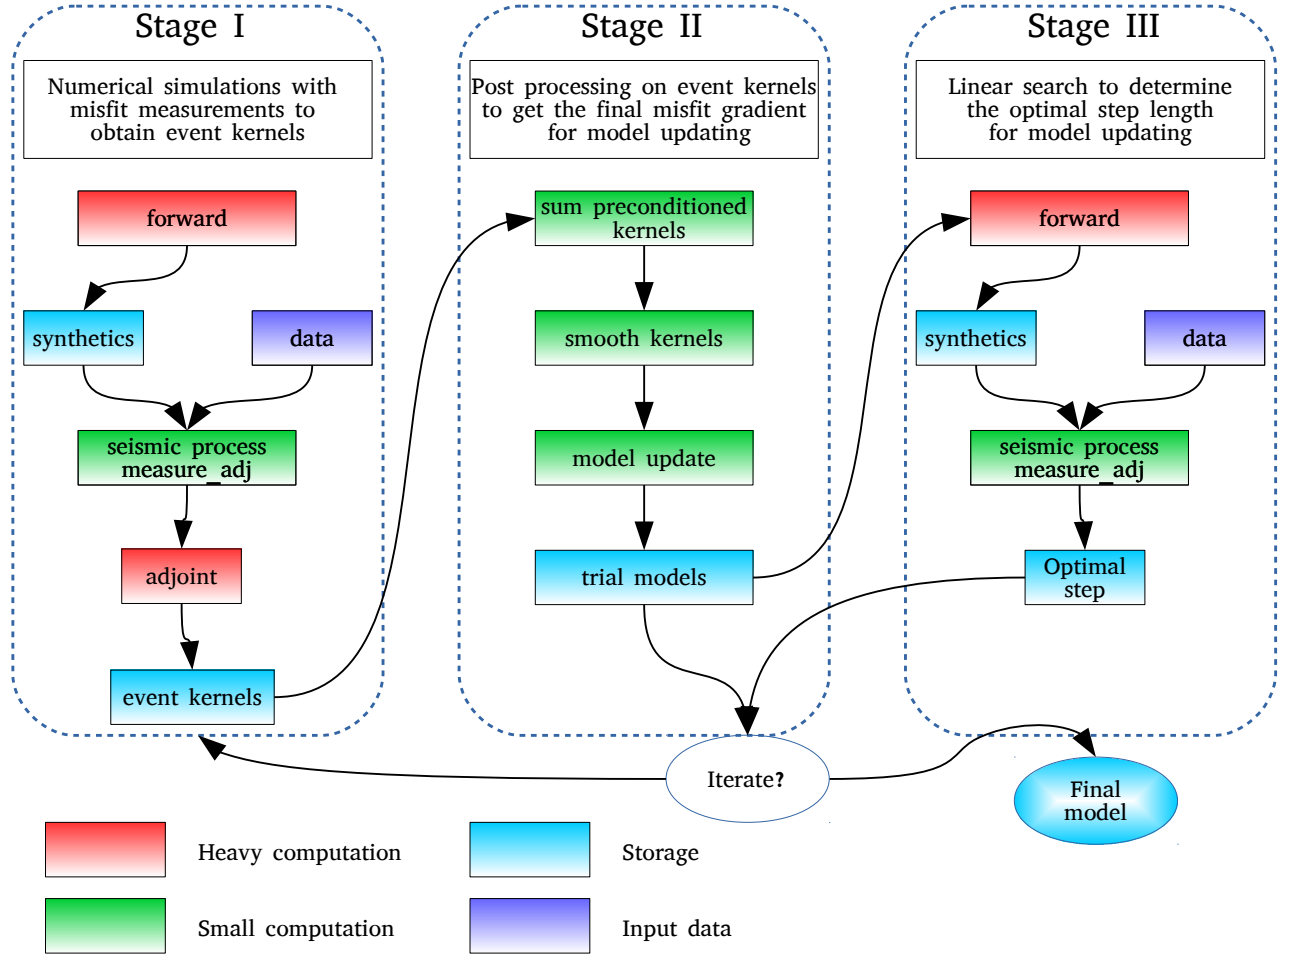 Stage I
Numerical simulations with
misfit measurements to
obtain event kernels
forward
synthetics
data
seismic process
measure_adj
adjoint
event kernels
Stage II
Post processing on event kernels
to get the final misfit gradient
for model updating
sum preconditioned
kernels
smooth kernels
model update
trial models
Stage III
Linear search to determine
the optimal step length
for model updating
forward
synthetics
data
seismic process
measure_adj
Optimal
step
Iterate?
Final
model
Heavy computation
Storage
Small computation
Input data